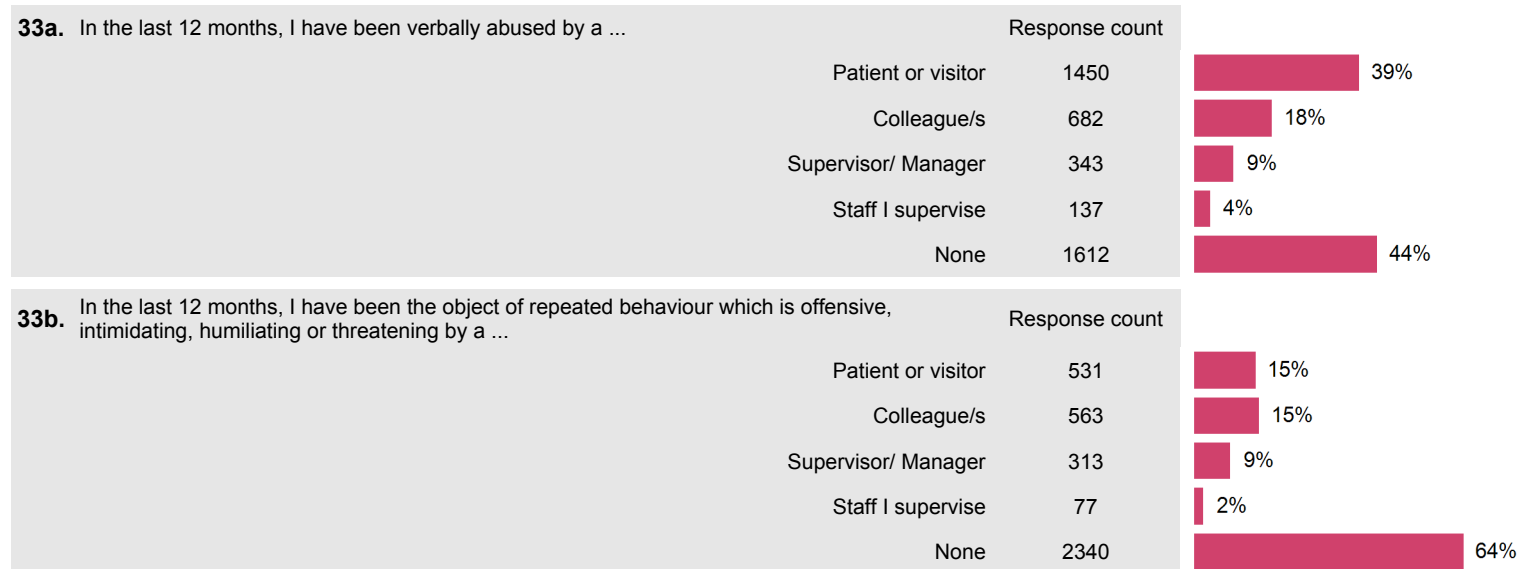 33a. In the last 12 months, I have been verbally abused by a ... Response count
Patient or visitor 1450 39%
Colleague/s 682 18%
Supervisor/ Manager 343 9%
Staff I supervise 137 4%
None 1612 44%
33b. In the last 12 months, I have been the object of repeated behaviour which is offensive,
intimidating, humiliating or threatening by a ... Response count
Patient or visitor 531 15%
Colleague/s 563 15%
Supervisor/ Manager 313 9%
Staff I supervise 77 2%
None 2340 64%